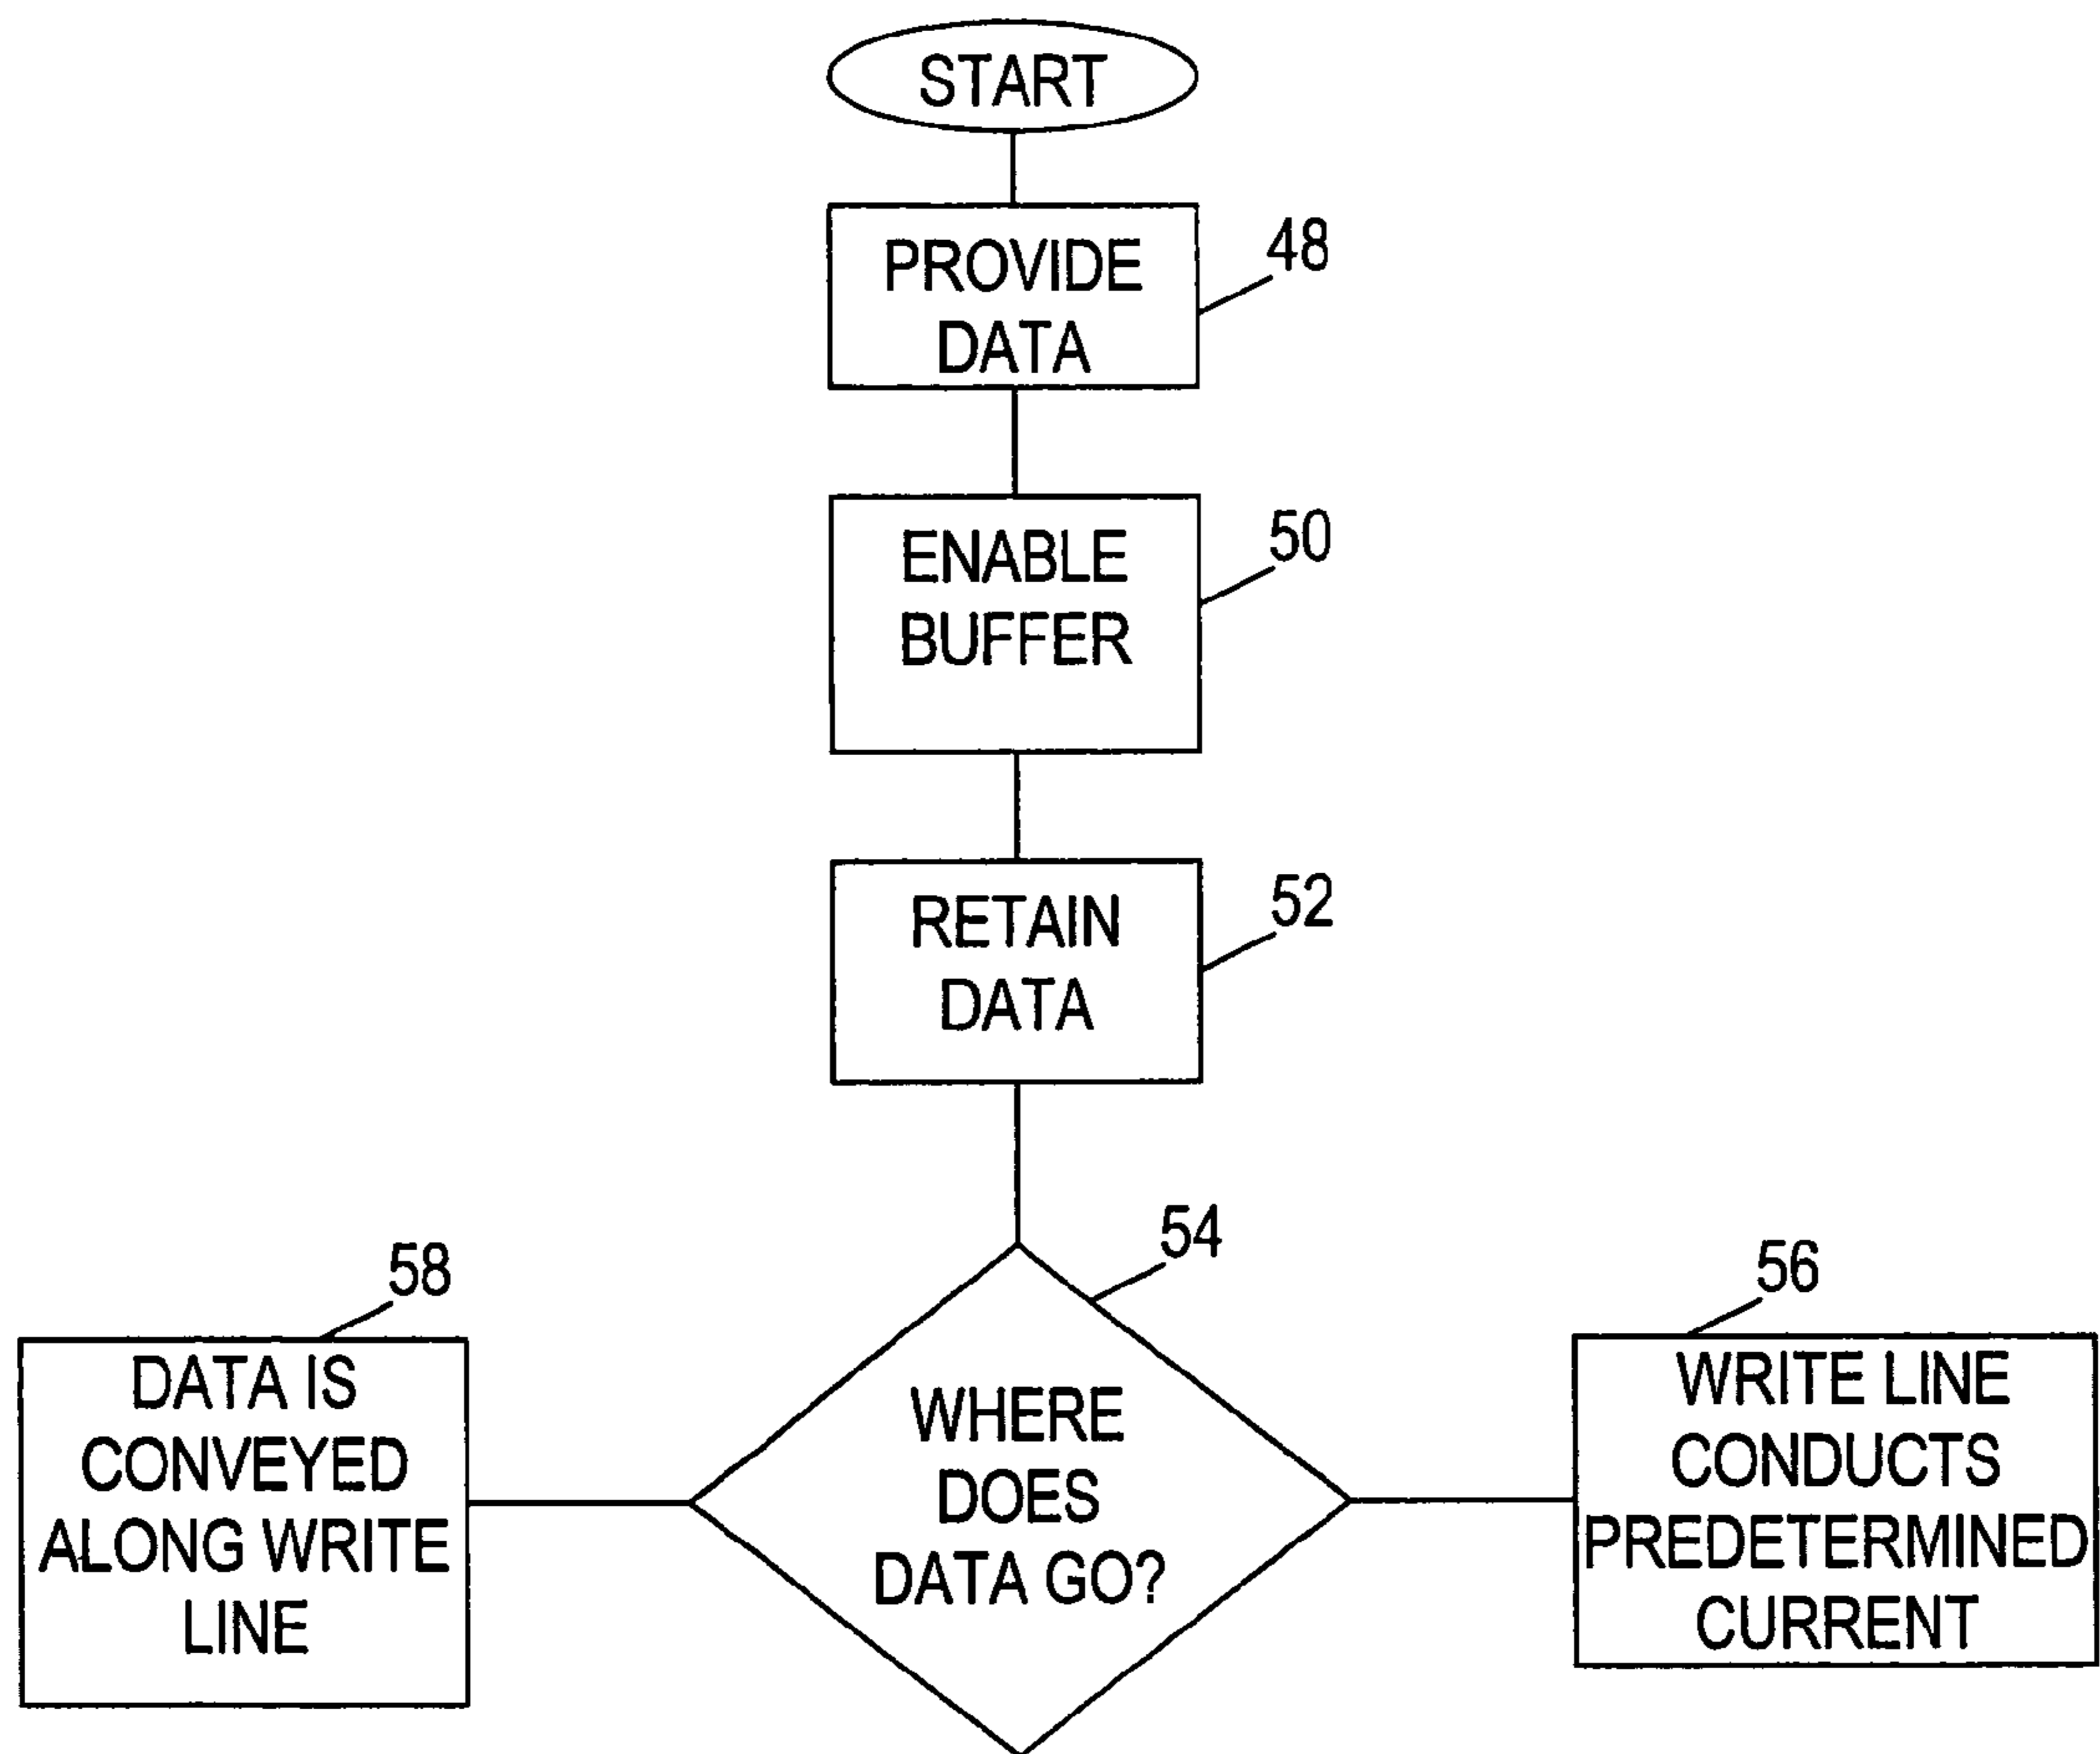 START
PROVIDE
DATA
48
ENABLE
BUFFER
50
RETAIN
DATA
52
54
WHERE
DOES
DATA GO?
58
DATA IS
CONVEYED
ALONG WRITE
LINE
56
WRITE LINE
CONDUCTS
PREDETERMINED
CURRENT